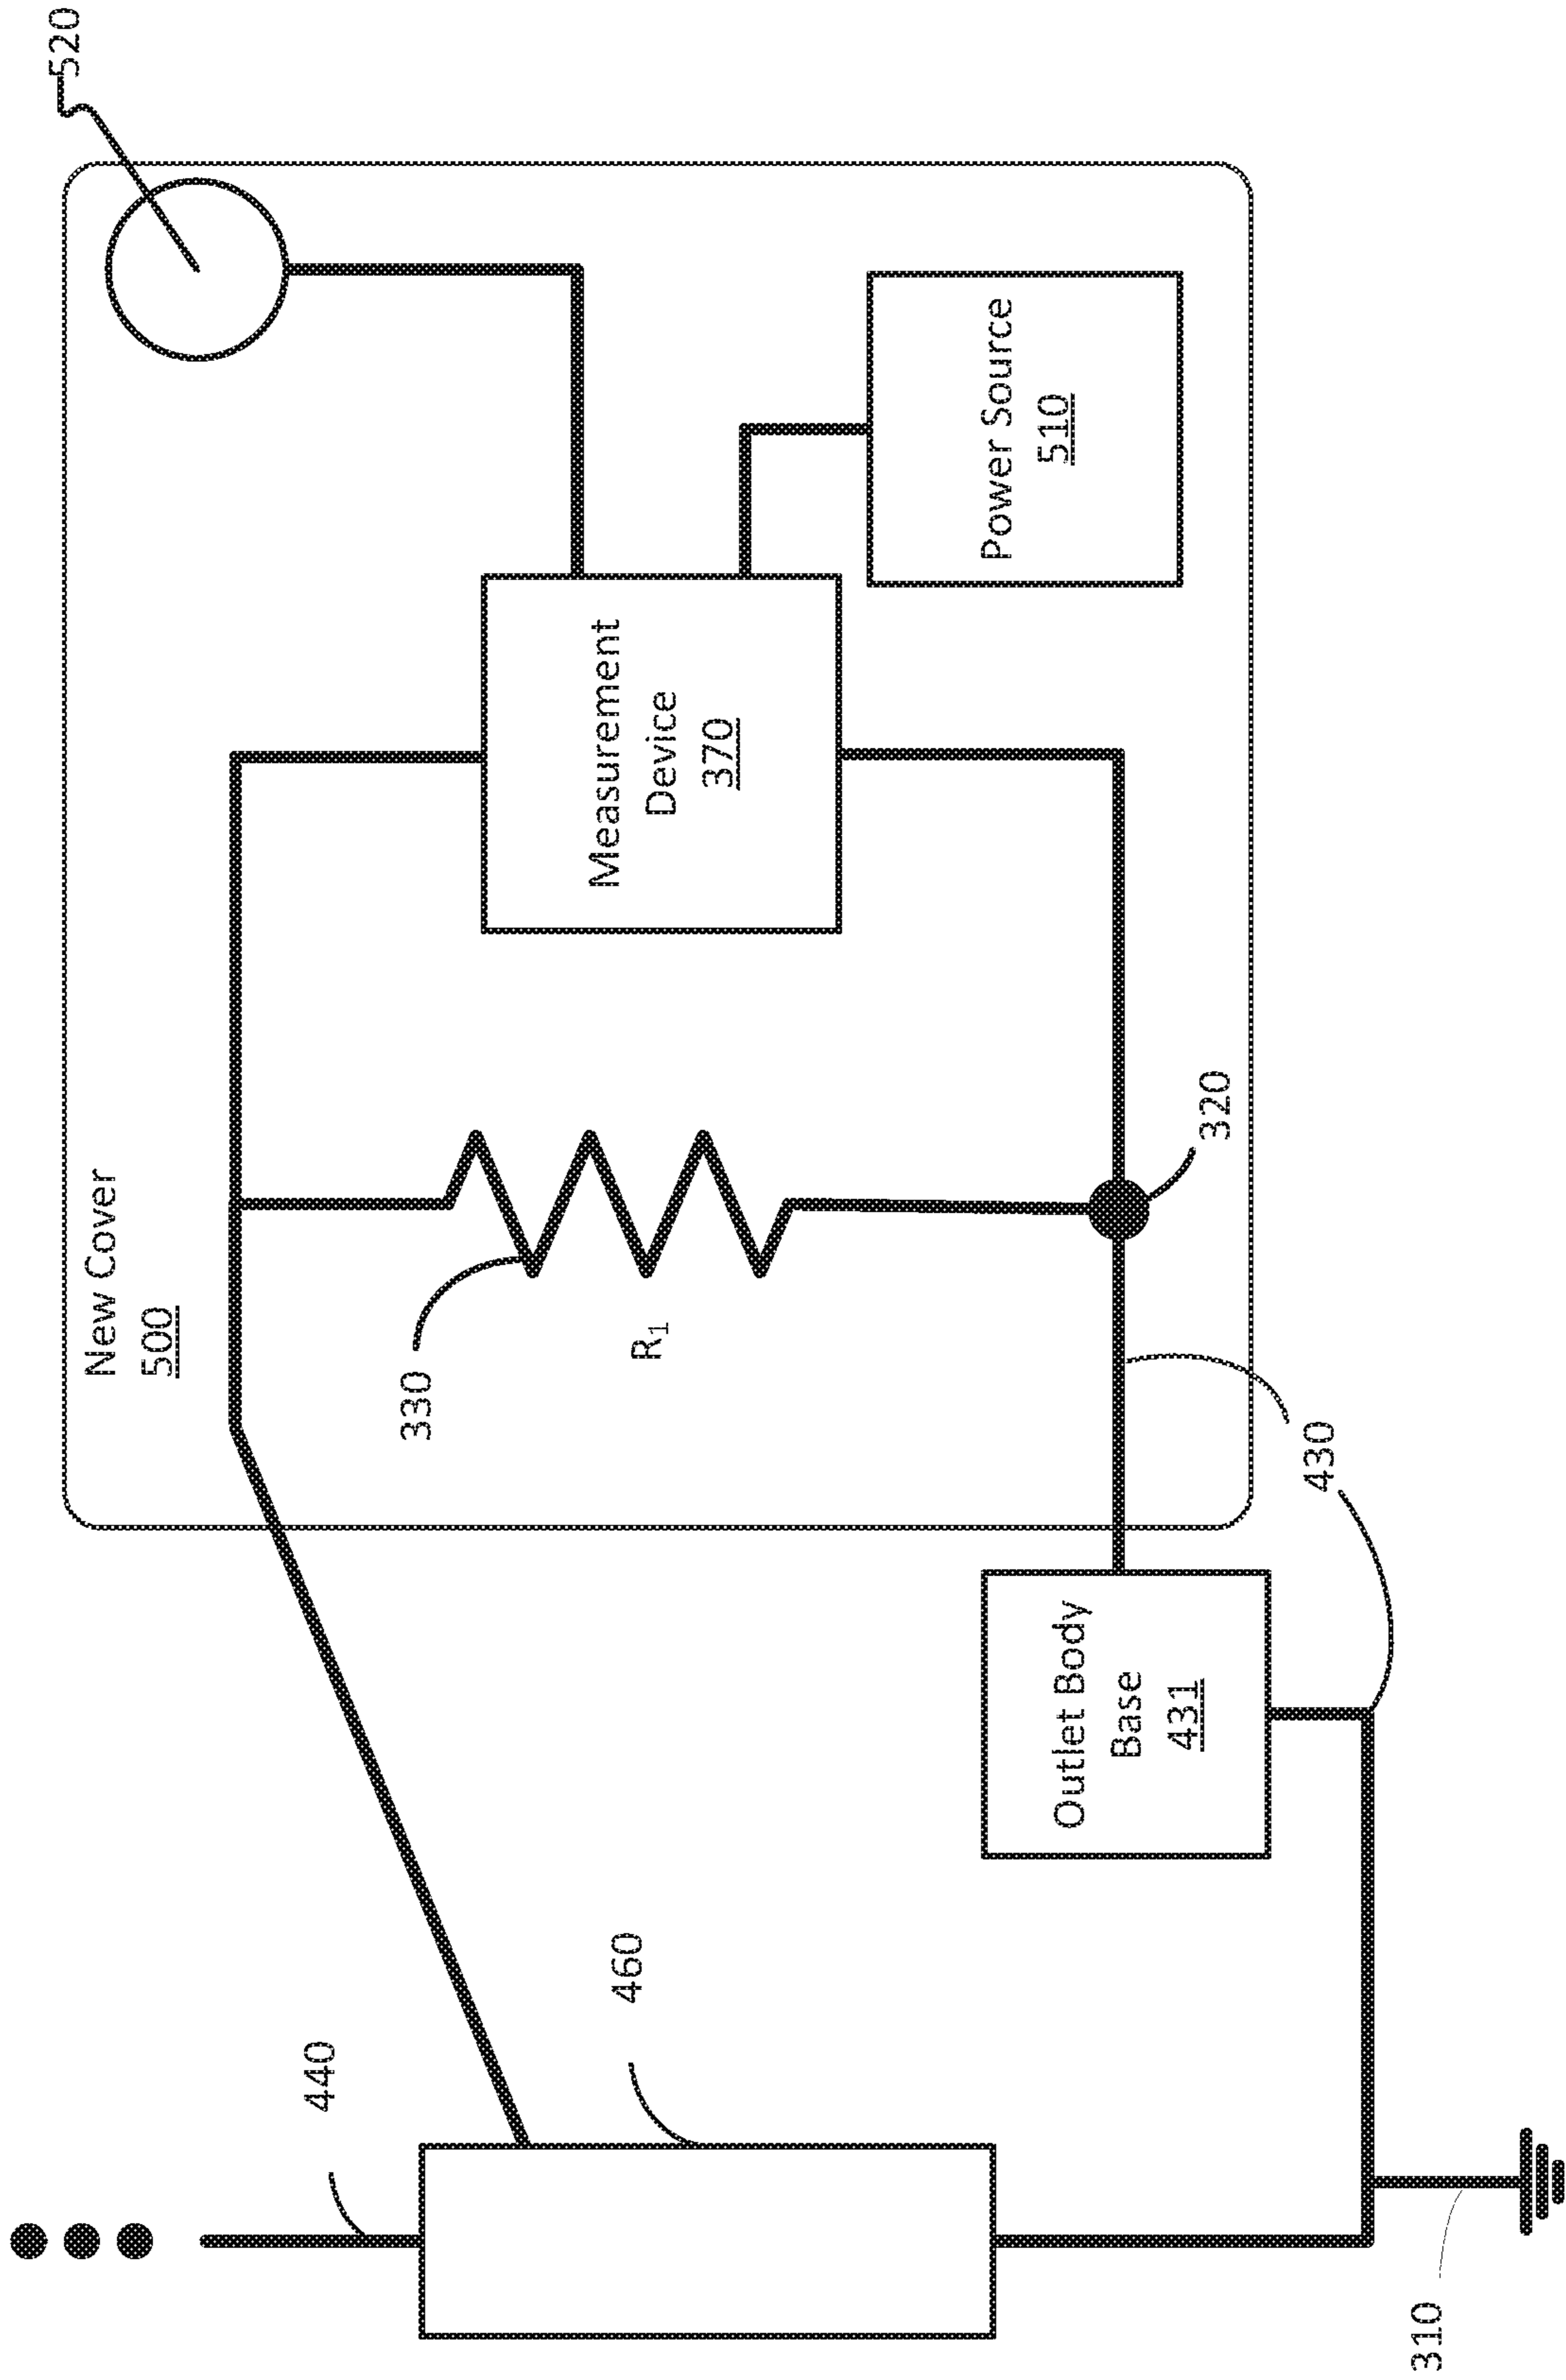 520
New Cover
500
Measurement
Device
370
Power Source
510
330
R₁
320
430
Outlet Body
Base
431
440
460
310